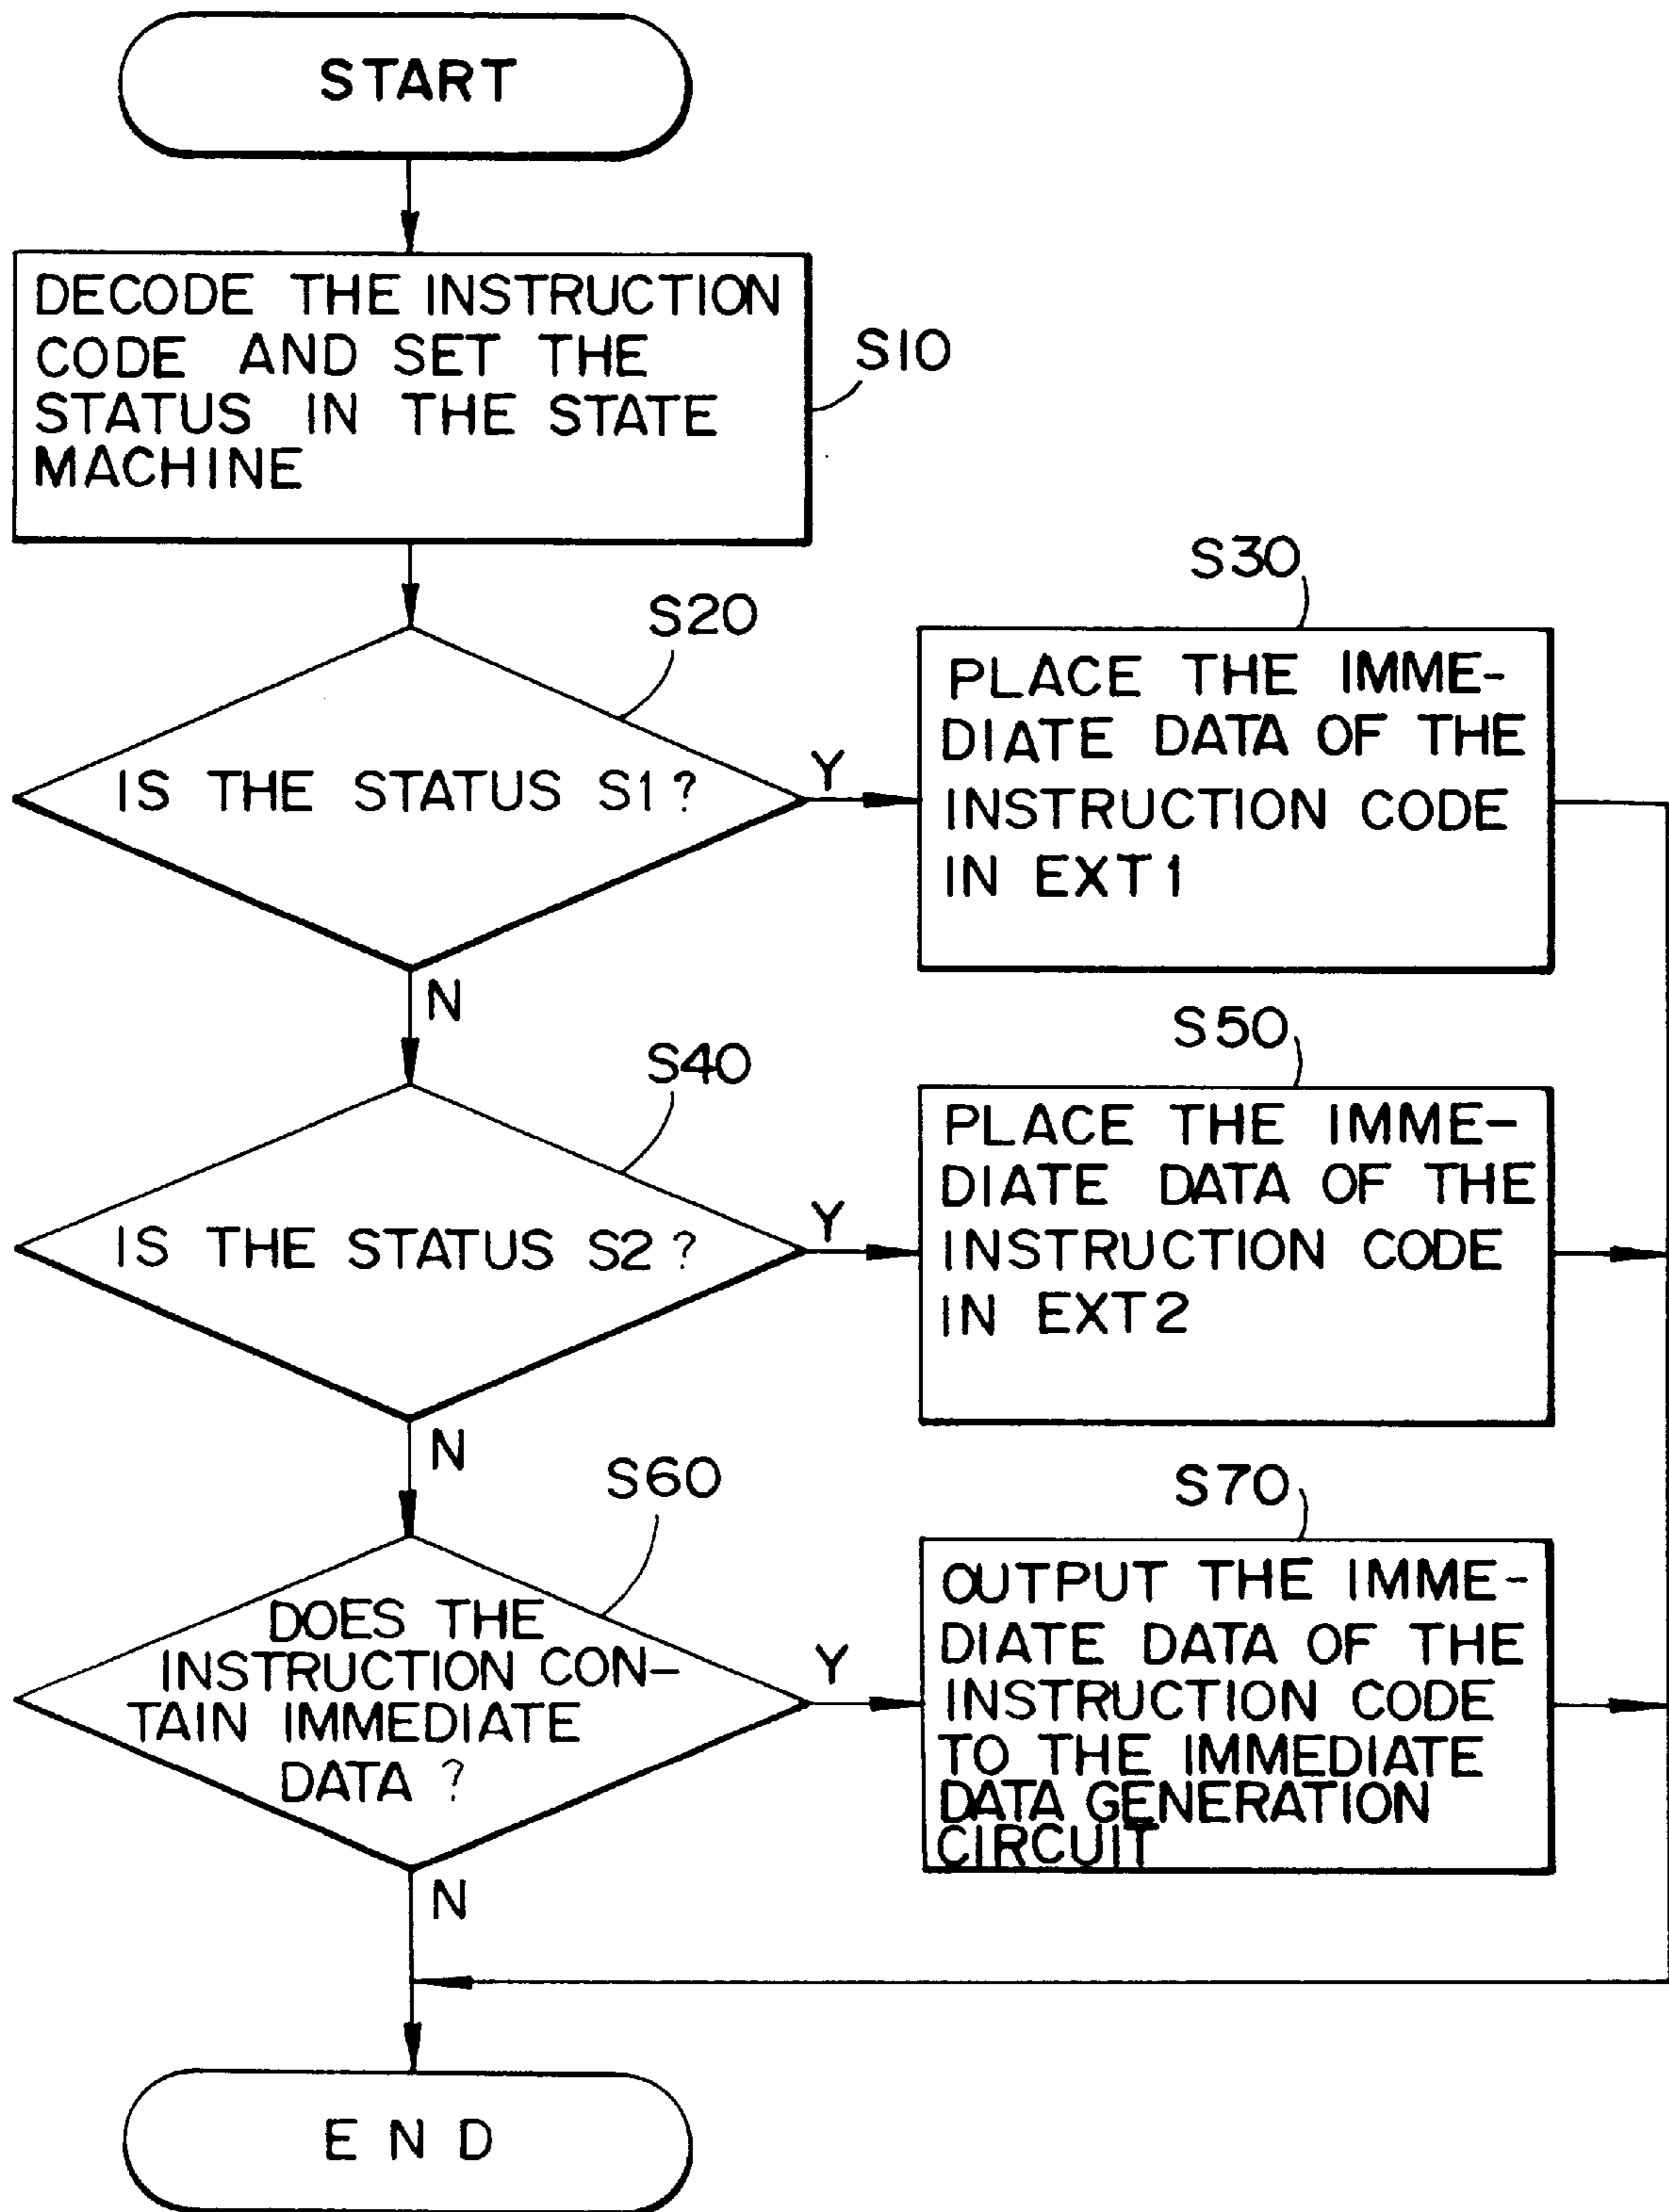 START
DECODE THE INSTRUCTION
CODE AND SET THE
STATUS IN THE STATE
MACHINE
S10
S20
IS THE STATUS S1?
Y
N
S30
PLACE THE IMME-
DIATE DATA OF THE
INSTRUCTION CODE
IN EXT1
S40
IS THE STATUS S2?
Y
N
S50
PLACE THE IMME-
DIATE DATA OF THE
INSTRUCTION CODE
IN EXT2
S60
DOES THE
INSTRUCTION CON-
TAIN IMMEDIATE
DATA ?
Y
N
S70
OUTPUT THE IMME-
DIATE DATA OF THE
INSTRUCTION CODE
TO THE IMMEDIATE
DATA GENERATION
CIRCUIT
END